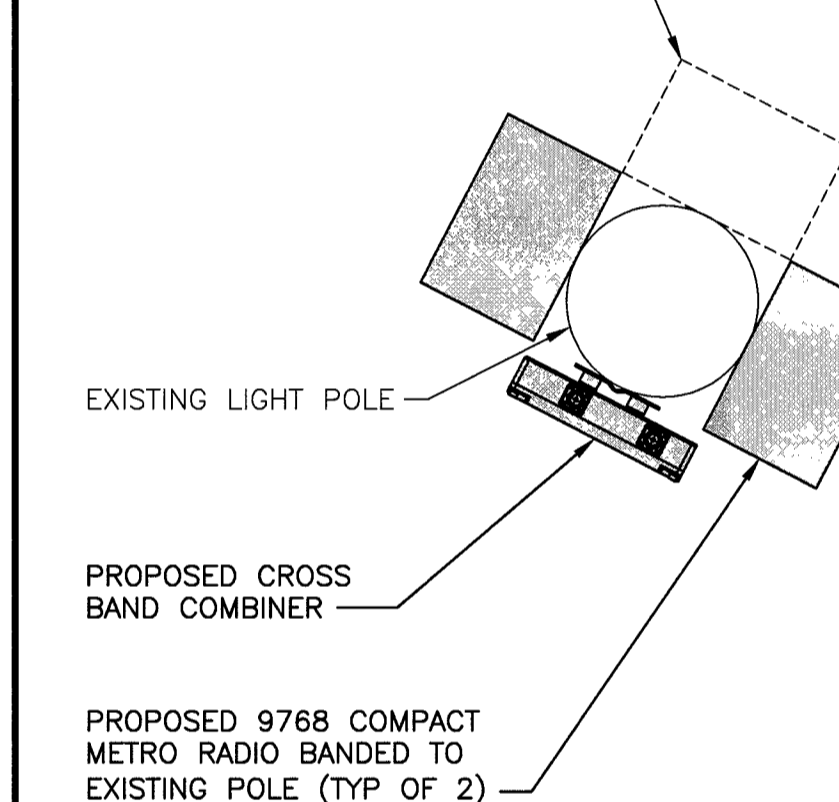 EXISTING LIGHT POLE
PROPOSED CROSS
BAND COMBINER
PROPOSED 9768 COMPACT
METRO RADIO BANDED TO
EXISTING POLE (TYP OF 2)